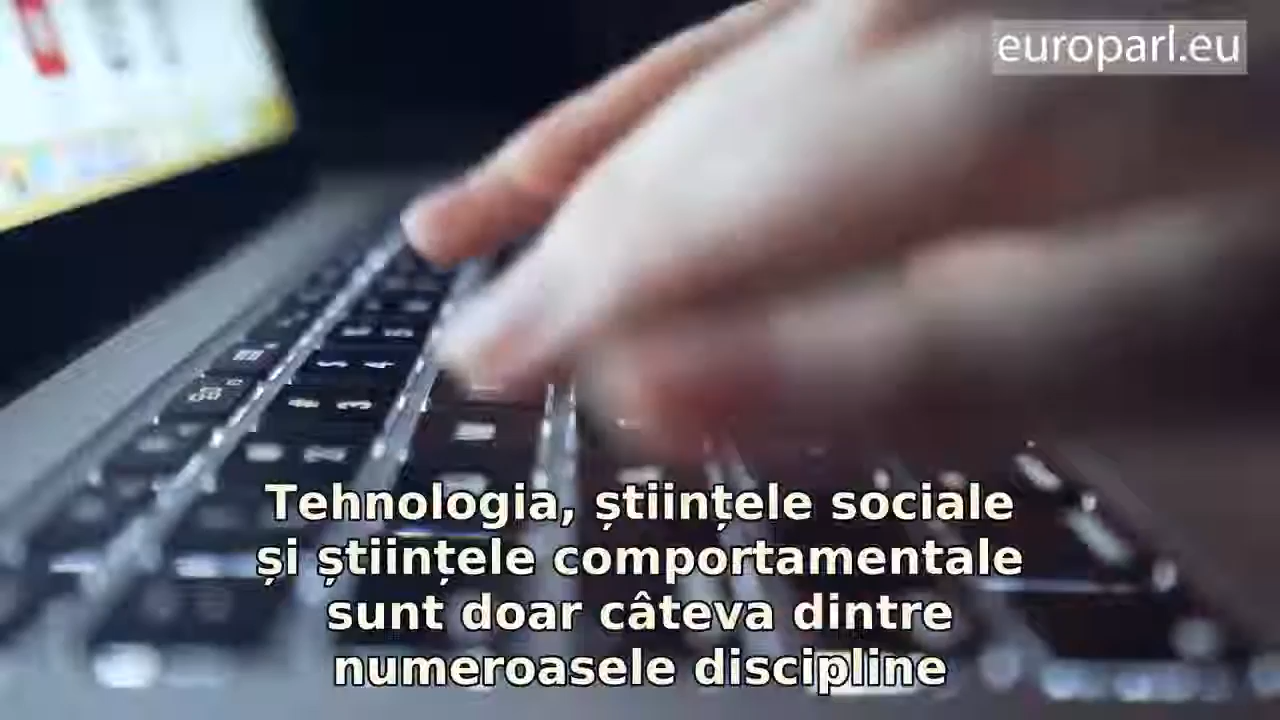 europarl.eu
Tehnologia, științele sociale
și științele comportamentale
sunt doar câteva dintre
numeroasele discipline